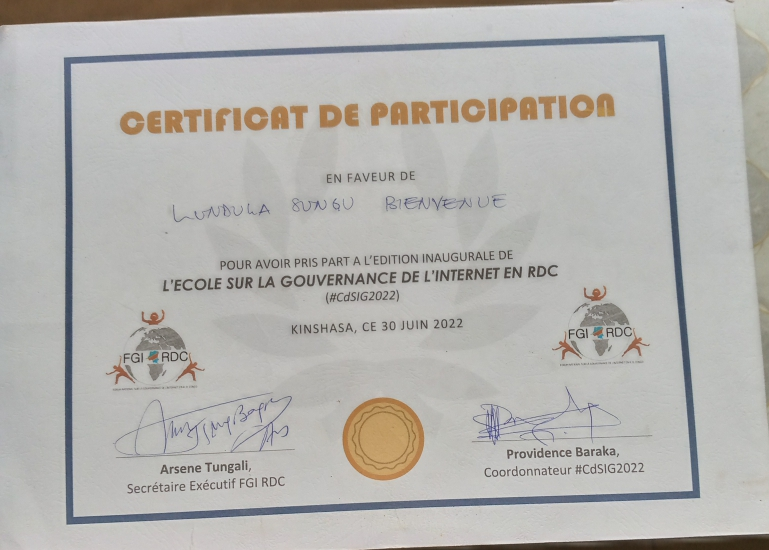 CERTIFICAT DE PARTICIPATION
EN FAVEUR DE
LUNDULA SUNGU BIENVENUE
POUR AVOIR PRIS PART A L'EDITION INAUGURALE DE
L'ECOLE SUR LA GOUVERNANCE DE L'INTERNET EN RDC
(#CdSIG2022)
KINSHASA, CE 30 JUIN 2022
FGI RDC
FGI RDC
Arsene Tungali,
Secrétaire Exécutif FGI RDC
Providence Baraka,
Coordonnateur #CdSIG2022